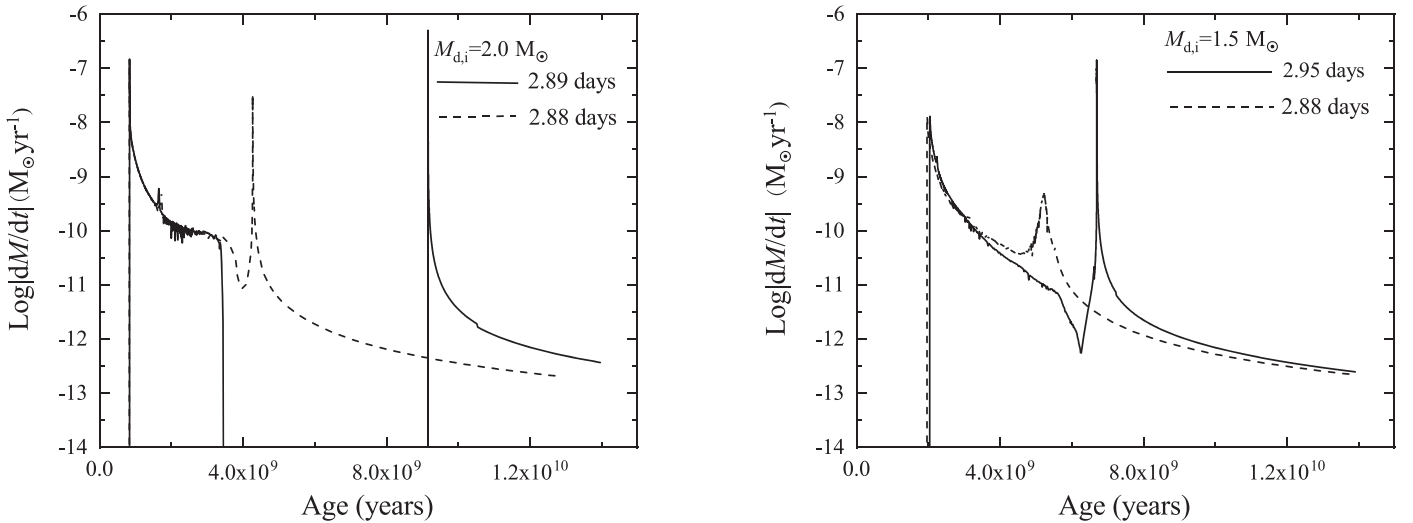 -6
-7
-8
-9
-10
-11
-12
-13
-14
Log|dM/dt| (M☉yr⁻¹)
M_d,i=2.0 M☉
2.89 days
2.88 days
0.0
4.0x10⁹
8.0x10⁹
1.2x10¹⁰
Age (years)
-6
-7
-8
-9
-10
-11
-12
-13
-14
Log|dM/dt| (M☉yr⁻¹)
M_d,i=1.5 M☉
2.95 days
2.88 days
0.0
4.0x10⁹
8.0x10⁹
1.2x10¹⁰
Age (years)